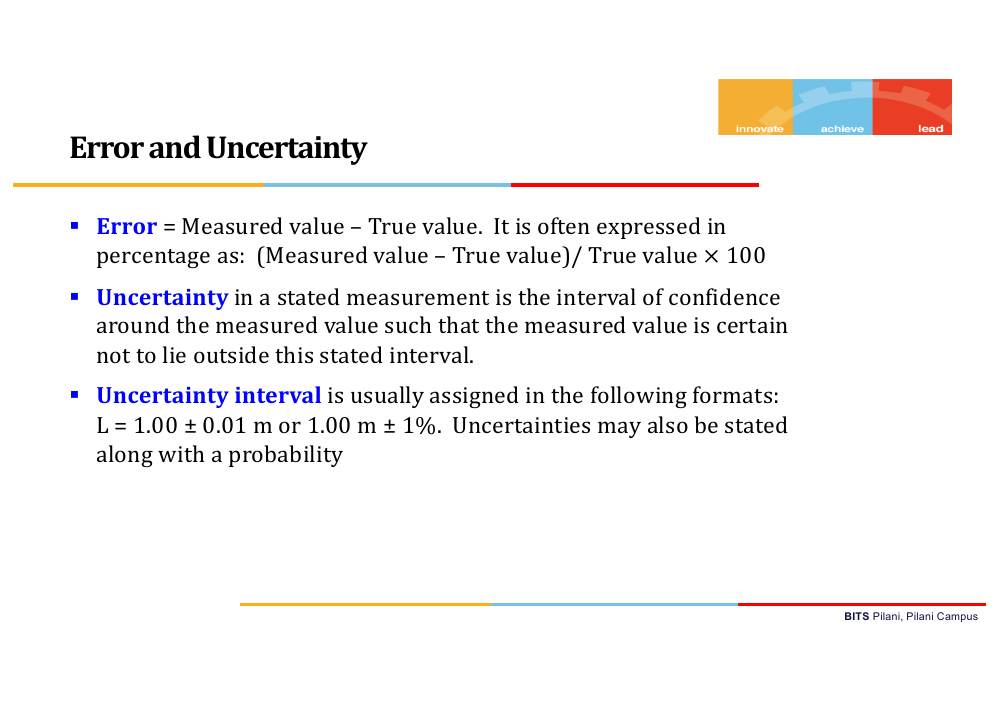 innovate achieve lead
Error and Uncertainty
▪ Error = Measured value – True value. It is often expressed in
percentage as: (Measured value – True value)/ True value × 100
▪ Uncertainty in a stated measurement is the interval of confidence
around the measured value such that the measured value is certain
not to lie outside this stated interval.
▪ Uncertainty interval is usually assigned in the following formats:
L = 1.00 ± 0.01 m or 1.00 m ± 1%. Uncertainties may also be stated
along with a probability
BITS Pilani, Pilani Campus